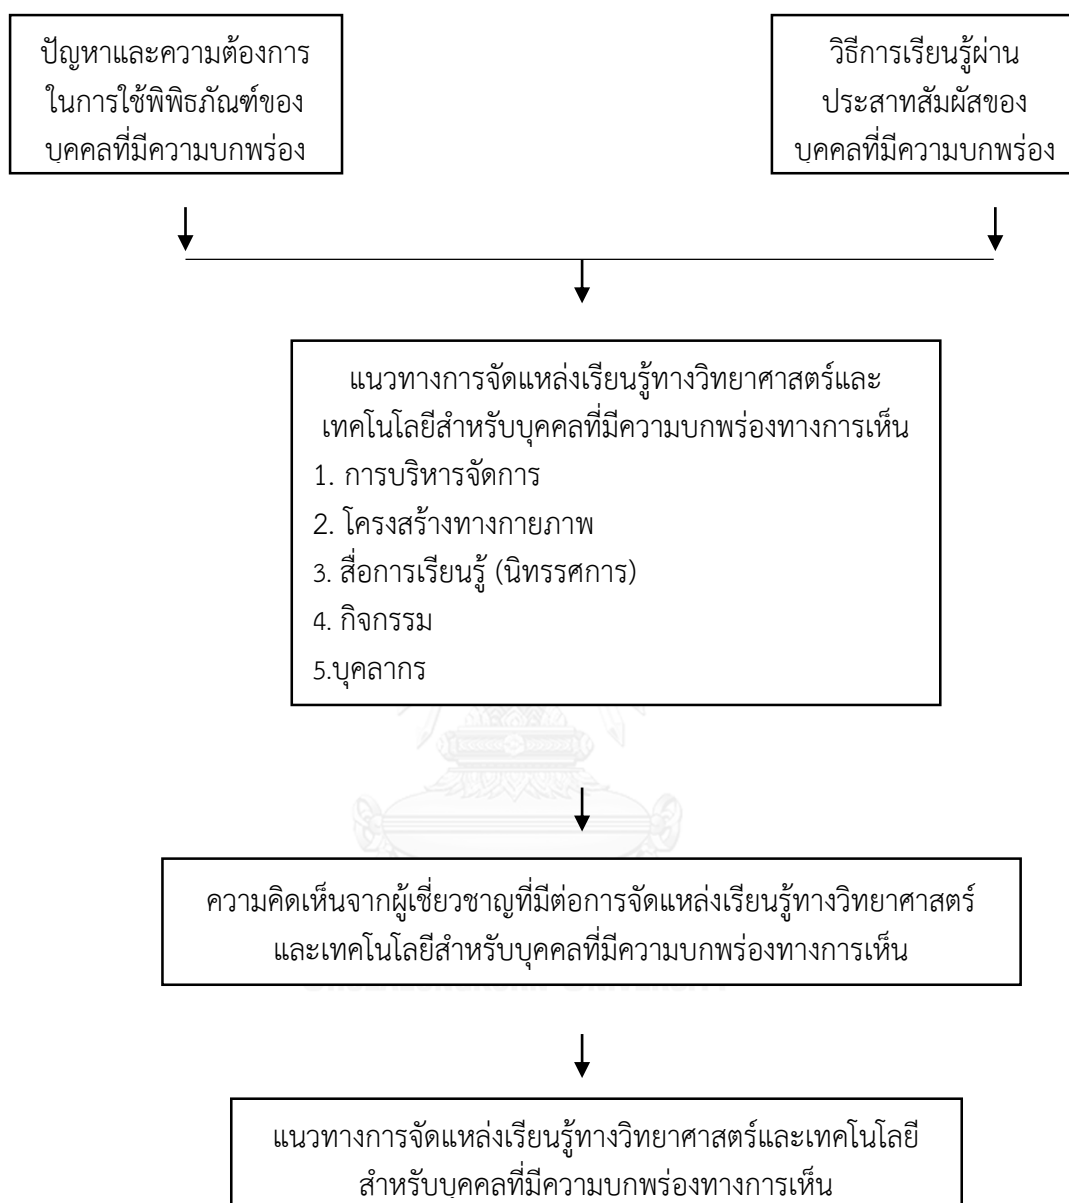 ปัญหาและความต้องการ
ในการใช้พิพิธภัณฑ์ของ
บุคคลที่มีความบกพร่อง
วิธีการเรียนรู้ผ่าน
ประสาทสัมผัสของ
บุคคลที่มีความบกพร่อง
แนวทางการจัดแหล่งเรียนรู้ทางวิทยาศาสตร์และ
เทคโนโลยีสำหรับบุคคลที่มีความบกพร่องทางการเห็น
1. การบริหารจัดการ
2. โครงสร้างทางกายภาพ
3. สื่อการเรียนรู้ (นิทรรศการ)
4. กิจกรรม
5.บุคลากร
ความคิดเห็นจากผู้เชี่ยวชาญที่มีต่อการจัดแหล่งเรียนรู้ทางวิทยาศาสตร์
และเทคโนโลยีสำหรับบุคคลที่มีความบกพร่องทางการเห็น
แนวทางการจัดแหล่งเรียนรู้ทางวิทยาศาสตร์และเทคโนโลยี
สำหรับบุคคลที่มีความบกพร่องทางการเห็น